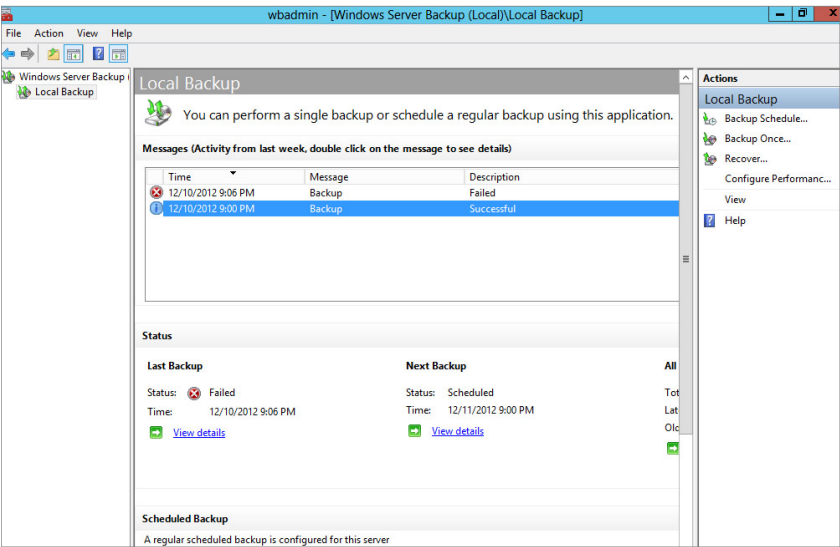 wbadmin - [Windows Server Backup (Local)\Local Backup]
File Action View Help
Windows Server Backup (
Local Backup
Local Backup
You can perform a single backup or schedule a regular backup using this application.
Messages (Activity from last week, double click on the message to see details)
Time Message Description
12/10/2012 9:06 PM Backup Failed
12/10/2012 9:00 PM Backup Successful
Status
Last Backup Next Backup All
Status: Failed Status: Scheduled Tot
Time: 12/10/2012 9:06 PM Time: 12/11/2012 9:00 PM Lat
View details View details Old
Scheduled Backup
A regular scheduled backup is configured for this server
Actions
Local Backup
Backup Schedule...
Backup Once...
Recover...
Configure Performanc...
View
Help